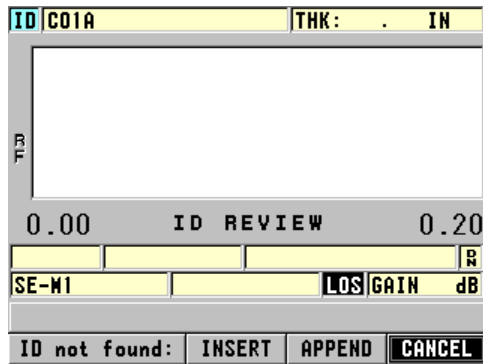 ID C01A THK: . IN
RF
0.00 ID REVIEW 0.20
DN
SE-M1 LOS GAIN dB
ID not found: INSERT APPEND CANCEL